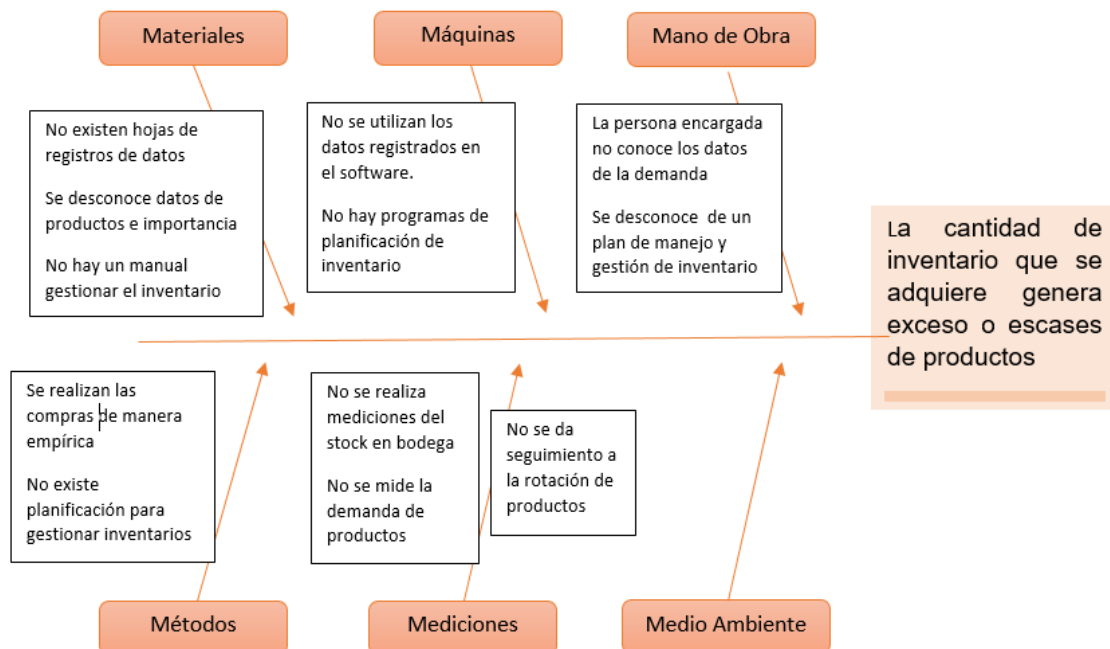 Materiales
Máquinas
Mano de Obra
No existen hojas de
registros de datos
Se desconoce datos de
productos e importancia
No hay un manual
gestionar el inventario
No se utilizan los
datos registrados en
el software.
No hay programas de
planificación de
inventario
La persona encargada
no conoce los datos
de la demanda
Se desconoce de un
plan de manejo y
gestión de inventario
La cantidad de
inventario que se
adquiere genera
exceso o escases
de productos
Se realizan las
compras de manera
empírica
No existe
planificación para
gestionar inventarios
No se realiza
mediciones del
stock en bodega
No se mide la
demanda de
productos
No se da
seguimiento a
la rotación de
productos
Métodos
Mediciones
Medio Ambiente